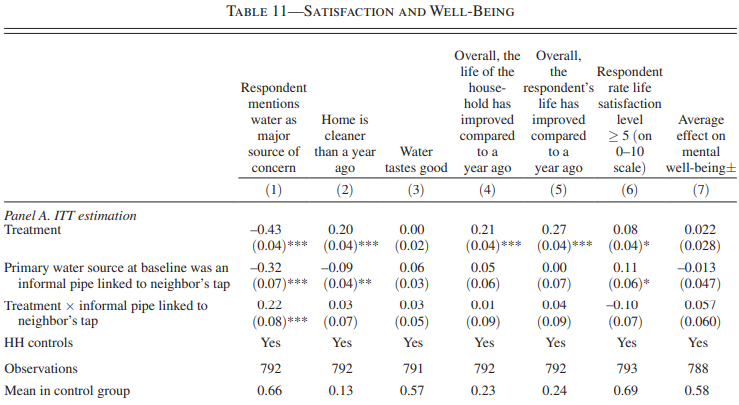 TABLE 11—SATISFACTION AND WELL-BEING
Respondent mentions water as major source of concern
Home is cleaner than a year ago
Water tastes good
Overall, the life of the house-hold has improved compared to a year ago
Overall, the respondent's life has improved compared to a year ago
Respondent rate life satisfaction level ≥ 5 (on 0–10 scale)
Average effect on mental well-being±
(1) (2) (3) (4) (5) (6) (7)
Panel A. ITT estimation
Treatment −0.43 0.20 0.00 0.21 0.27 0.08 0.022
(0.04)*** (0.04)*** (0.02) (0.04)*** (0.04)*** (0.04)* (0.028)
Primary water source at baseline was an −0.32 −0.09 0.06 0.05 0.00 0.11 −0.013
informal pipe linked to neighbor's tap (0.07)*** (0.04)** (0.03) (0.06) (0.07) (0.06)* (0.047)
Treatment × informal pipe linked to 0.22 0.03 0.03 0.01 0.04 −0.10 0.057
neighbor's tap (0.08)*** (0.07) (0.05) (0.09) (0.09) (0.07) (0.060)
HH controls Yes Yes Yes Yes Yes Yes Yes
Observations 792 792 791 792 792 793 788
Mean in control group 0.66 0.13 0.57 0.23 0.24 0.69 0.58